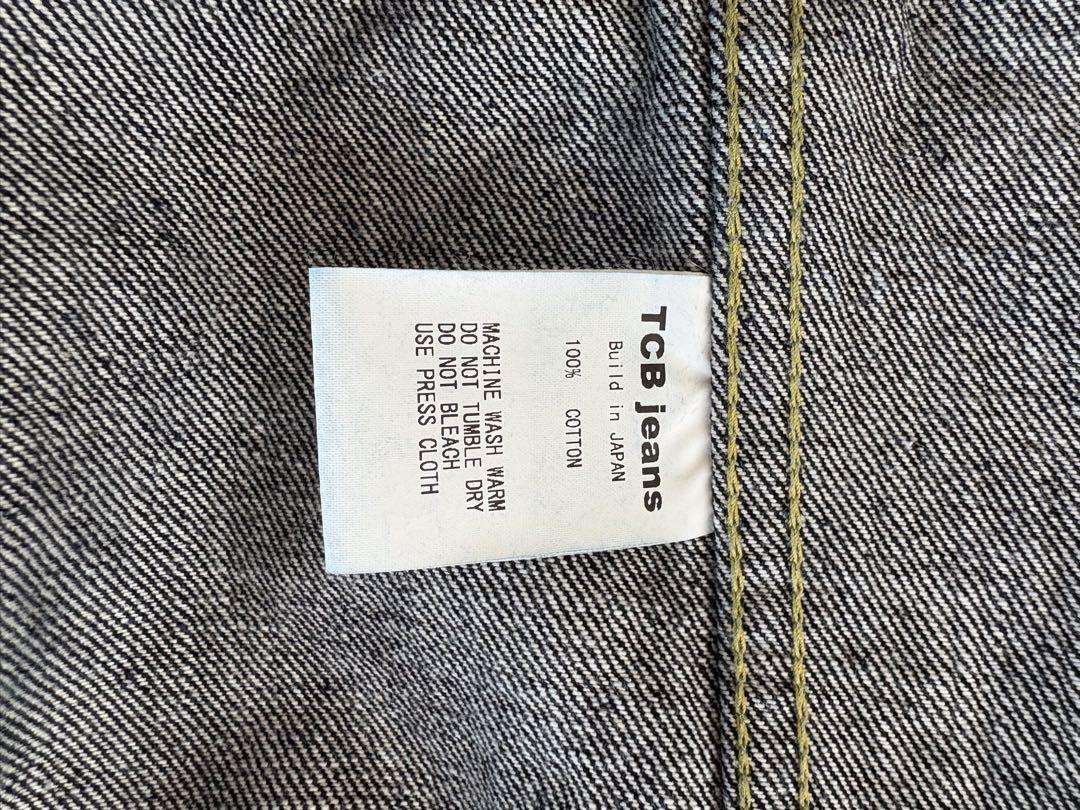 TCB jeans
Build in JAPAN
100% COTTON
MACHINE WASH WARM
DO NOT TUMBLE DRY
DO NOT BLEACH
USE PRESS CLOTH